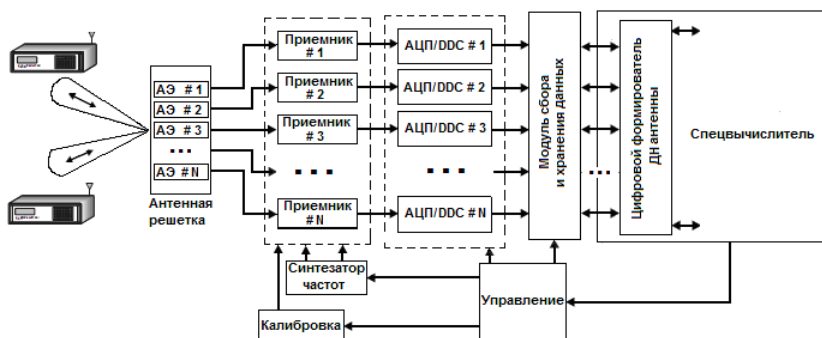 АЭ # 1
АЭ # 2
АЭ # 3
...
АЭ # N
Антенная
решетка
Приемник
# 1
Приемник
# 2
Приемник
# 3
...
Приемник
# N
АЦП/DDC # 1
АЦП/DDC # 2
АЦП/DDC # 3
...
АЦП/DDC # N
Модуль сбора
и хранения данных
...
Цифровой формирователь
ДН антенны
Спецвычислитель
Синтезатор
частот
Калибровка
Управление